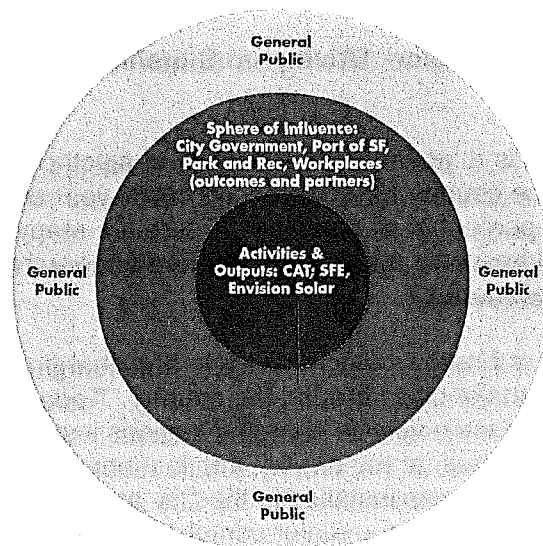 General
Public
Sphere of Influence:
City Government, Port of SF,
Park and Rec, Workplaces
(outcomes and partners)
Activities &
Outputs: CAT; SFE,
Envision Solar
General
Public
General
Public
General
Public